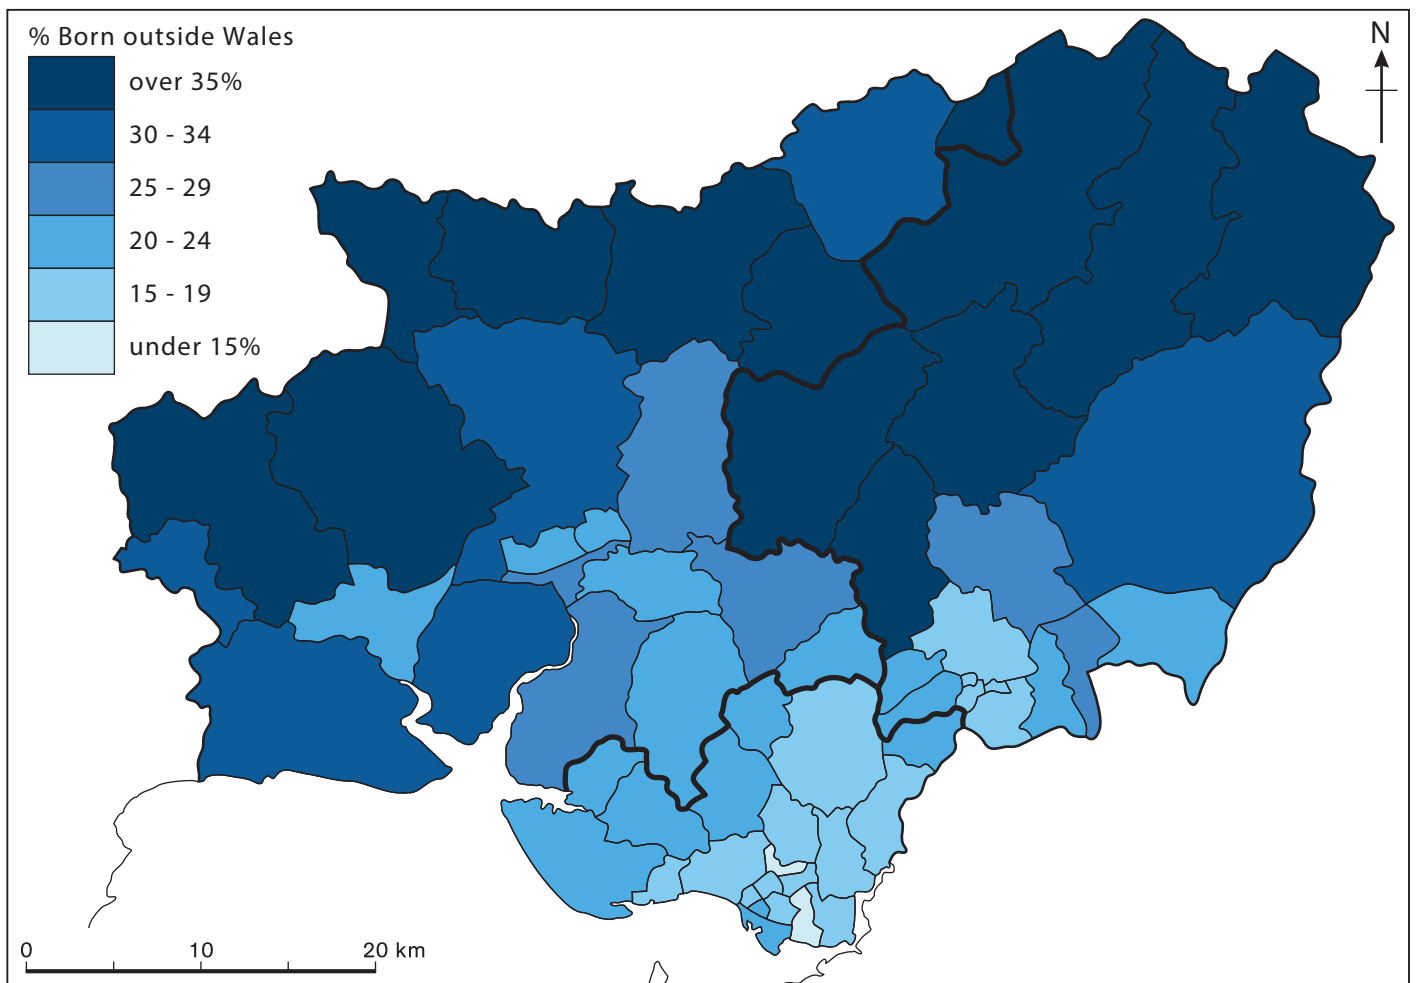 % Born outside Wales
over 35%
30 - 34
25 - 29
20 - 24
15 - 19
under 15%
N
0 10 20 km